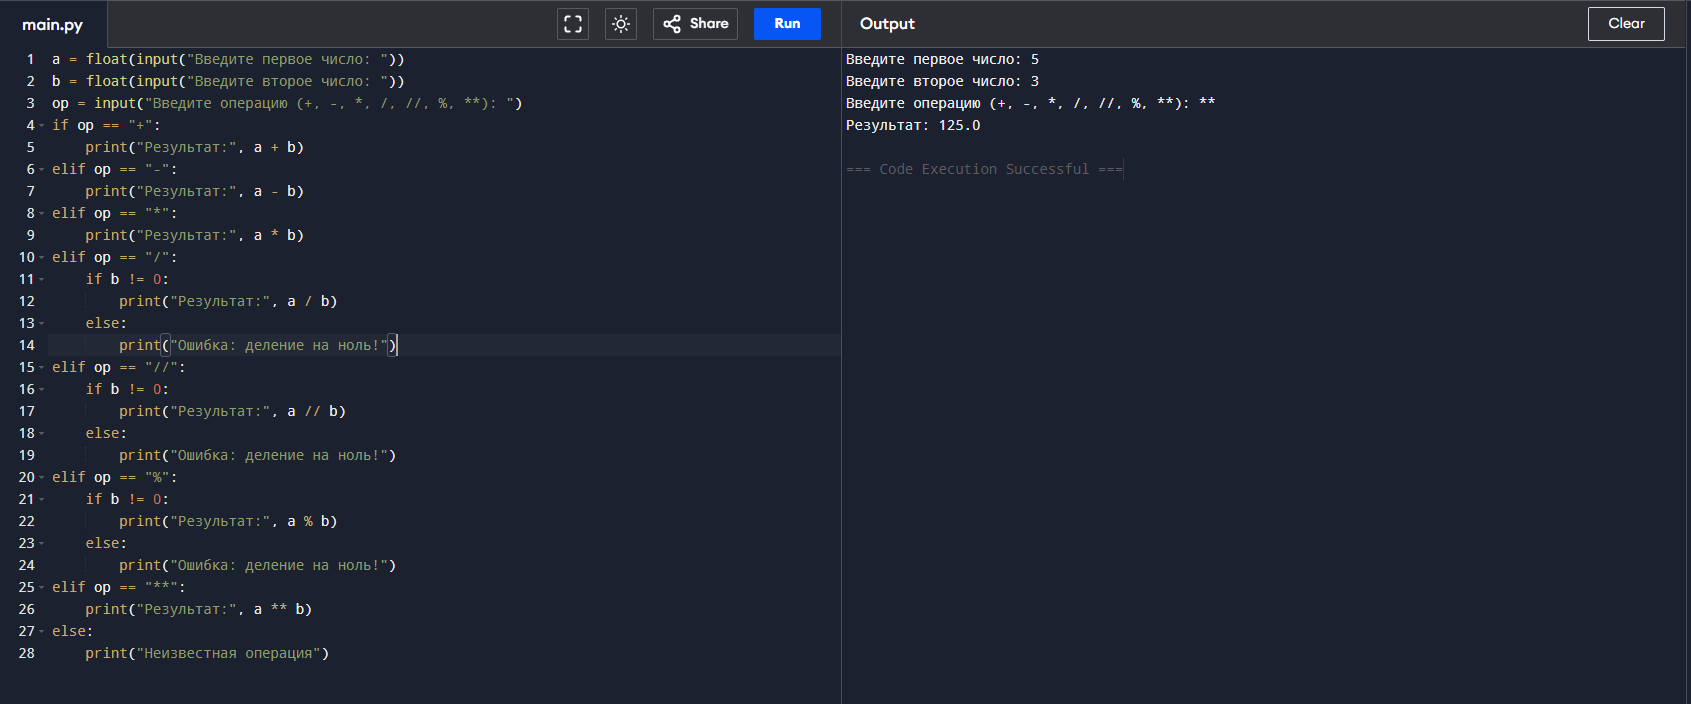 main.py
Share
Run
Output
Clear
1 a = float(input("Введите первое число: "))
2 b = float(input("Введите второе число: "))
3 op = input("Введите операцию (+, -, *, /, //, %, **): ")
4 if op == "+":
5     print("Результат:", a + b)
6 elif op == "-":
7     print("Результат:", a - b)
8 elif op == "*":
9     print("Результат:", a * b)
10 elif op == "/":
11     if b != 0:
12         print("Результат:", a / b)
13     else:
14         print("Ошибка: деление на ноль!")
15 elif op == "//":
16     if b != 0:
17         print("Результат:", a // b)
18     else:
19         print("Ошибка: деление на ноль!")
20 elif op == "%":
21     if b != 0:
22         print("Результат:", a % b)
23     else:
24         print("Ошибка: деление на ноль!")
25 elif op == "**":
26     print("Результат:", a ** b)
27 else:
28     print("Неизвестная операция")
Введите первое число: 5
Введите второе число: 3
Введите операцию (+, -, *, /, //, %, **): **
Результат: 125.0
=== Code Execution Successful ===